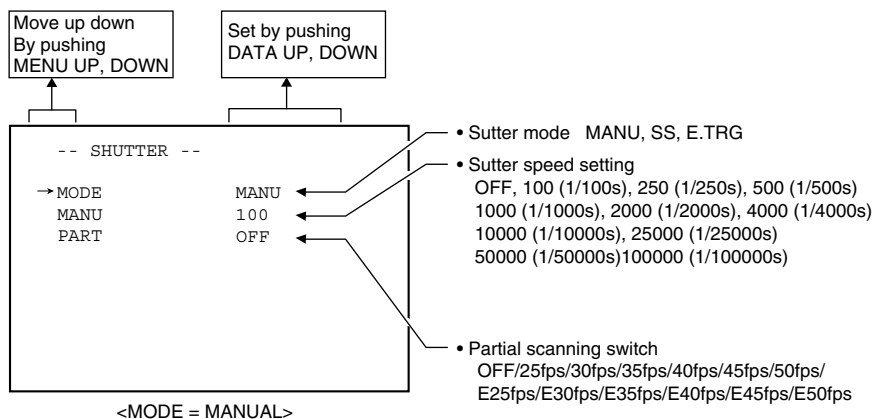 Move up down
By pushing
MENU UP, DOWN
Set by pushing
DATA UP, DOWN
-- SHUTTER --
→MODE MANU
MANU 100
PART OFF
• Sutter mode MANU, SS, E.TRG
• Sutter speed setting
OFF, 100 (1/100s), 250 (1/250s), 500 (1/500s)
1000 (1/1000s), 2000 (1/2000s), 4000 (1/4000s)
10000 (1/10000s), 25000 (1/25000s)
50000 (1/50000s)100000 (1/100000s)
• Partial scanning switch
OFF/25fps/30fps/35fps/40fps/45fps/50fps/
E25fps/E30fps/E35fps/E40fps/E45fps/E50fps
<MODE = MANUAL>